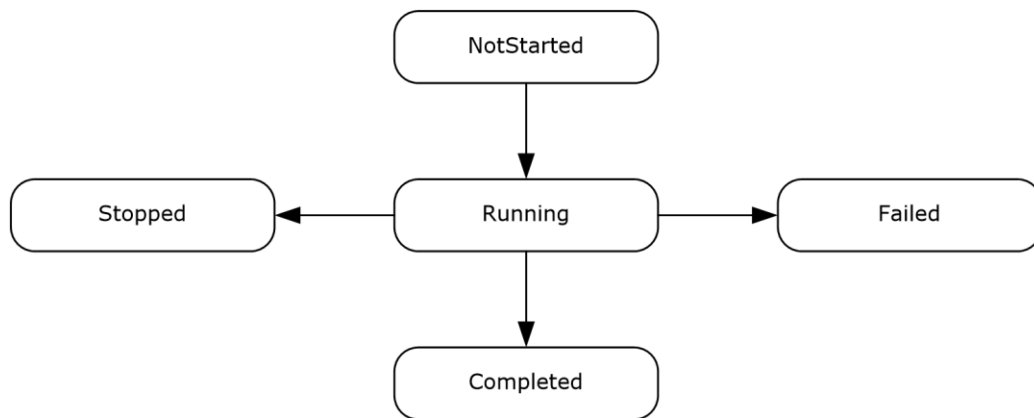 NotStarted
Stopped
Running
Failed
Completed